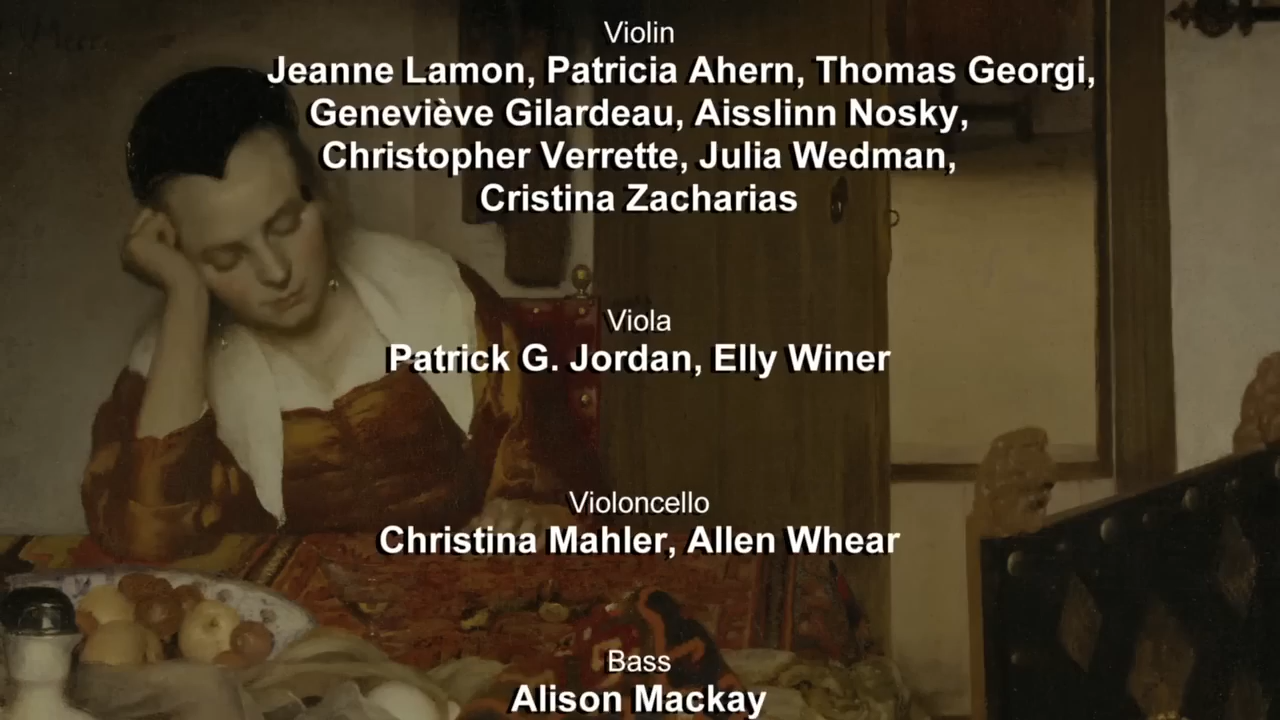 Violin
Jeanne Lamon, Patricia Ahern, Thomas Georgi,
Geneviève Gilardeau, Aisslinn Nosky,
Christopher Verrette, Julia Wedman,
Cristina Zacharias
Viola
Patrick G. Jordan, Elly Winer
Violoncello
Christina Mahler, Allen Whear
Bass
Alison Mackay